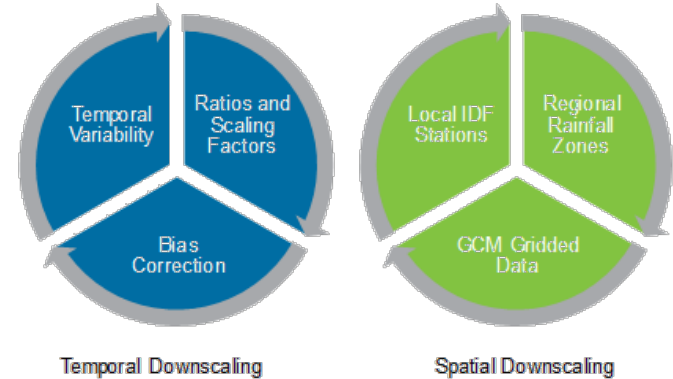 Temporal
Variability
Ratios and
Scaling
Factors
Bias
Correction
Temporal Downscaling
Local IDF
Stations
Regional
Rainfall
Zones
GCM Gridded
Data
Spatial Downscaling